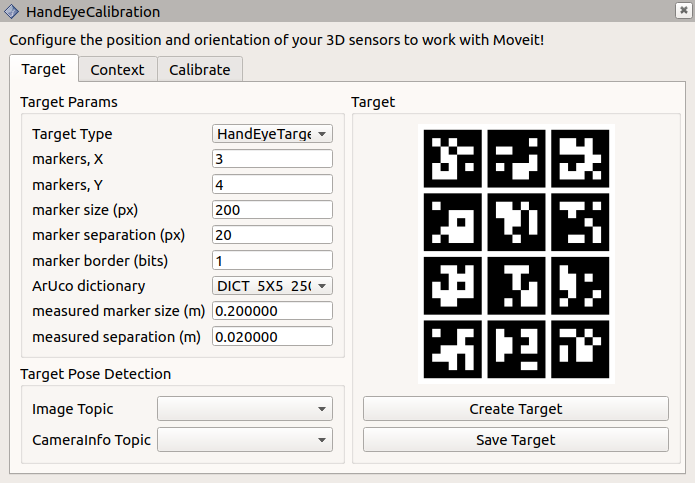 HandEyeCalibration
Configure the position and orientation of your 3D sensors to work with Moveit!
Target Context Calibrate
Target Params
Target Type HandEyeTarge
markers, X 3
markers, Y 4
marker size (px) 200
marker separation (px) 20
marker border (bits) 1
ArUco dictionary DICT_5X5_250
measured marker size (m) 0.200000
measured separation (m) 0.020000
Target Pose Detection
Image Topic
CameraInfo Topic
Target
Create Target
Save Target